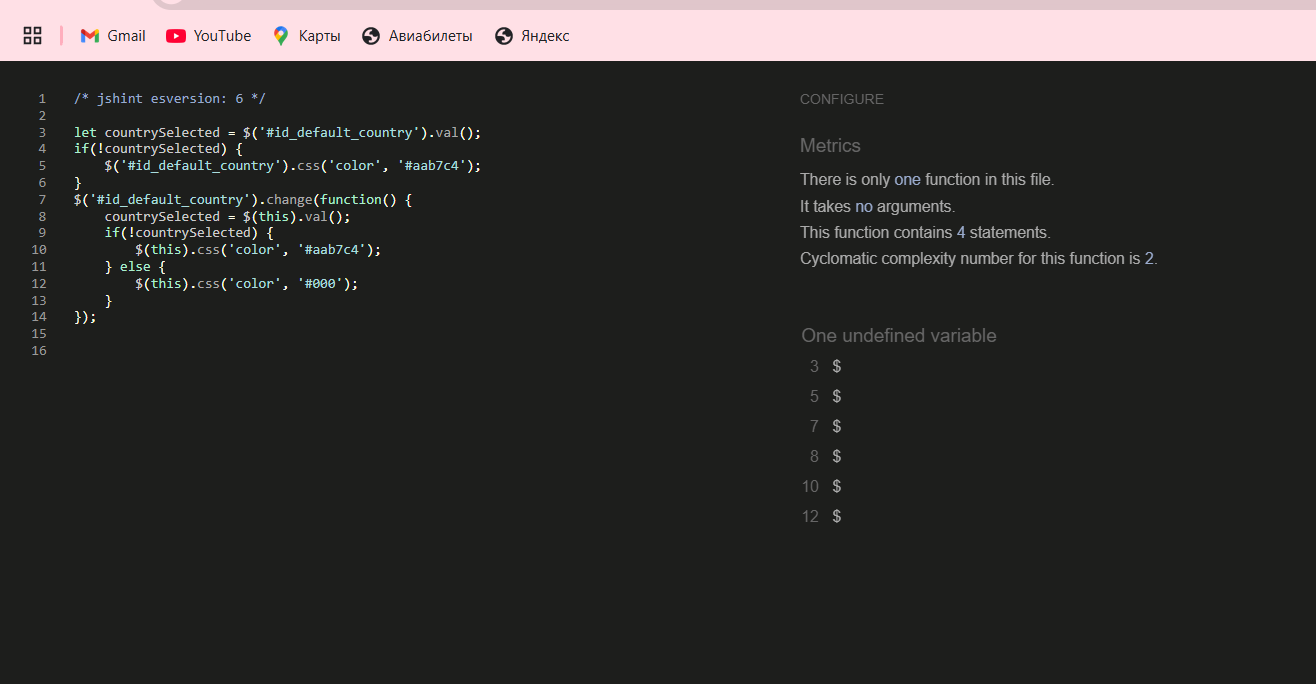 Gmail YouTube Карты Авиабилеты Яндекс
1 /* jshint esversion: 6 */
2
3 let countrySelected = $('#id_default_country').val();
4 if(!countrySelected) {
5     $('#id_default_country').css('color', '#aab7c4');
6 }
7 $('#id_default_country').change(function() {
8     countrySelected = $(this).val();
9     if(!countrySelected) {
10         $(this).css('color', '#aab7c4');
11     } else {
12         $(this).css('color', '#000');
13     }
14 });
15
16
CONFIGURE
Metrics
There is only one function in this file.
It takes no arguments.
This function contains 4 statements.
Cyclomatic complexity number for this function is 2.
One undefined variable
3 $
5 $
7 $
8 $
10 $
12 $